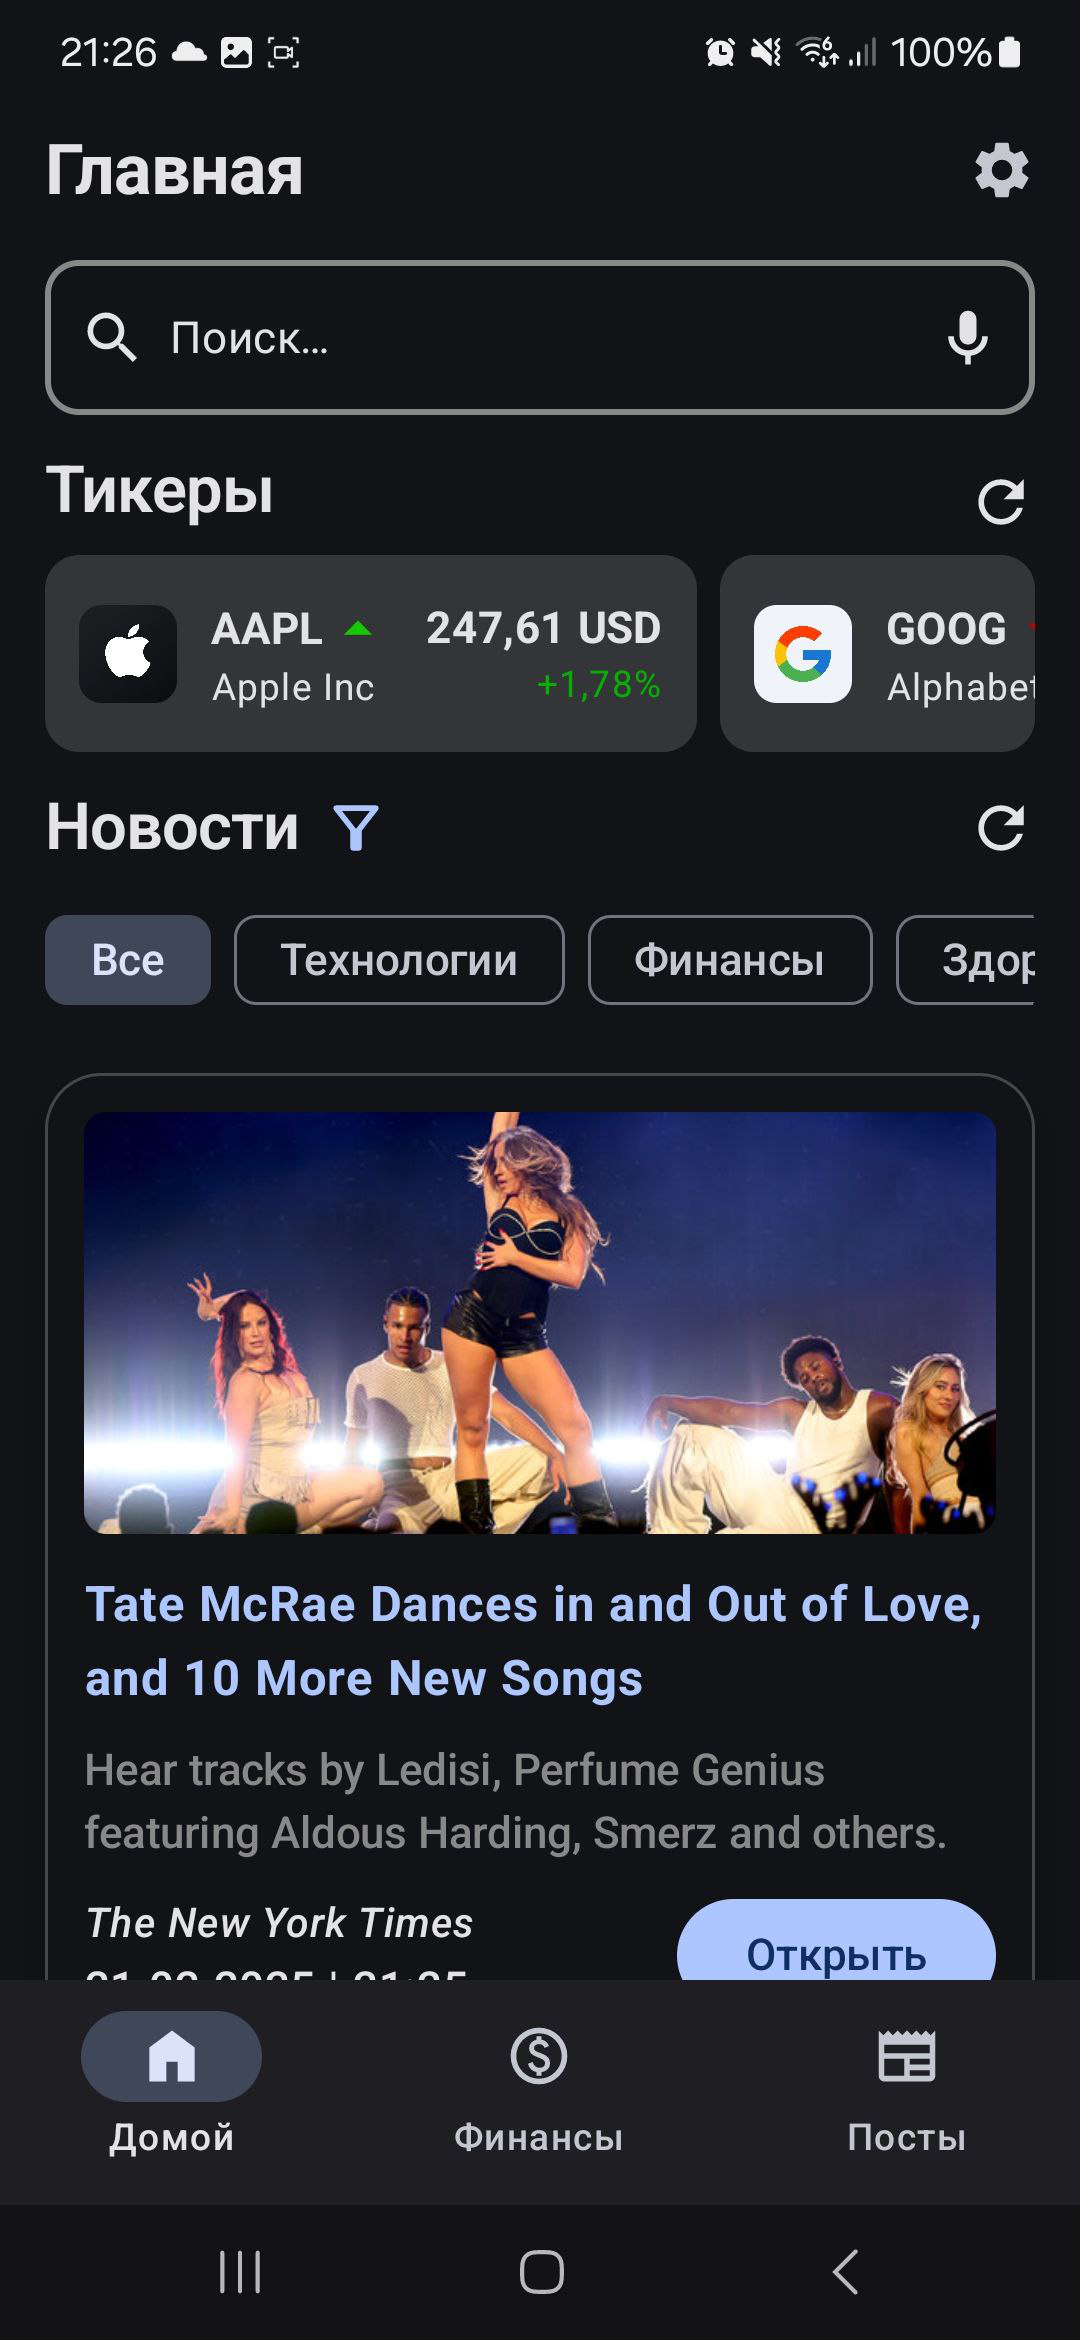 21:26
100%
Главная
Поиск...
Тикеры
AAPL 247,61 USD
Apple Inc +1,78%
GOOG
Alphabet
Новости
Все Технологии Финансы
Tate McRae Dances in and Out of Love,
and 10 More New Songs
Hear tracks by Ledisi, Perfume Genius
featuring Aldous Harding, Smerz and others.
The New York Times
Открыть
Домой Финансы Посты